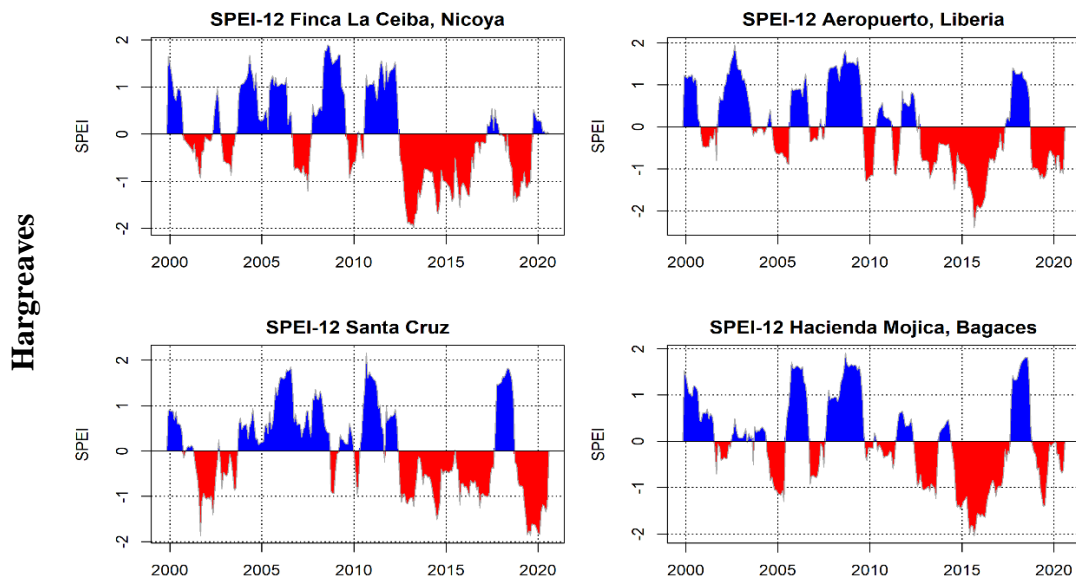 Hargreaves
SPEI-12 Finca La Ceiba, Nicoya
SPEI
2
1
0
-1
-2
2000 2005 2010 2015 2020
SPEI-12 Aeropuerto, Liberia
SPEI
2
1
0
-1
-2
2000 2005 2010 2015 2020
SPEI-12 Santa Cruz
SPEI
2
1
0
-1
-2
2000 2005 2010 2015 2020
SPEI-12 Hacienda Mojica, Bagaces
SPEI
2
1
0
-1
-2
2000 2005 2010 2015 2020